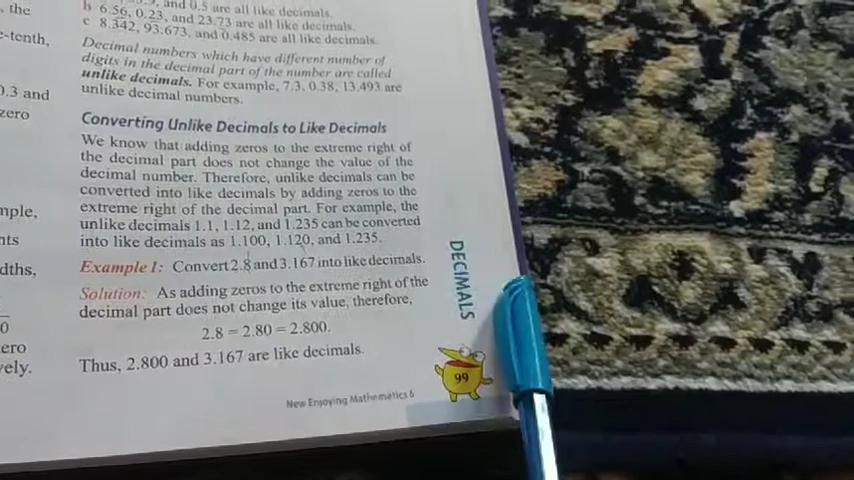 the
e-tenth,
0.3 and
zero
mple,
nts
dths,
0
ero
ely.
and 0.5 are all like decimals.
b 6.56, 0.23, and 23.73 are all like decimals.
c 8.342, 93.673, and 0.485 are all like decimals.
Decimal numbers which have different number of
digits in the decimal part of the number are called
unlike decimals. For example, 7.3, 0.38, 13.493 are
unlike decimal numbers.
Converting Unlike Decimals to Like Decimals
We know that adding zeros to the extreme right of
the decimal part does not change the value of the
decimal number. Therefore, unlike decimals can be
converted into like decimals by adding zeros to the
extreme right of the decimal part. For example, the
unlike decimals 1.1, 1.12, and 1.235 can be converted
into like decimals as 1.100, 1.120, and 1.235.
Example 1: Convert 2.8 and 3.167 into like decimals.
Solution: As adding zeros to the extreme right of the
decimal part does not change its value, therefore,
2.8 = 2.80 = 2.800.
Thus, 2.800 and 3.167 are like decimals.
DECIMALS
99
New Enjoying Mathematics 6